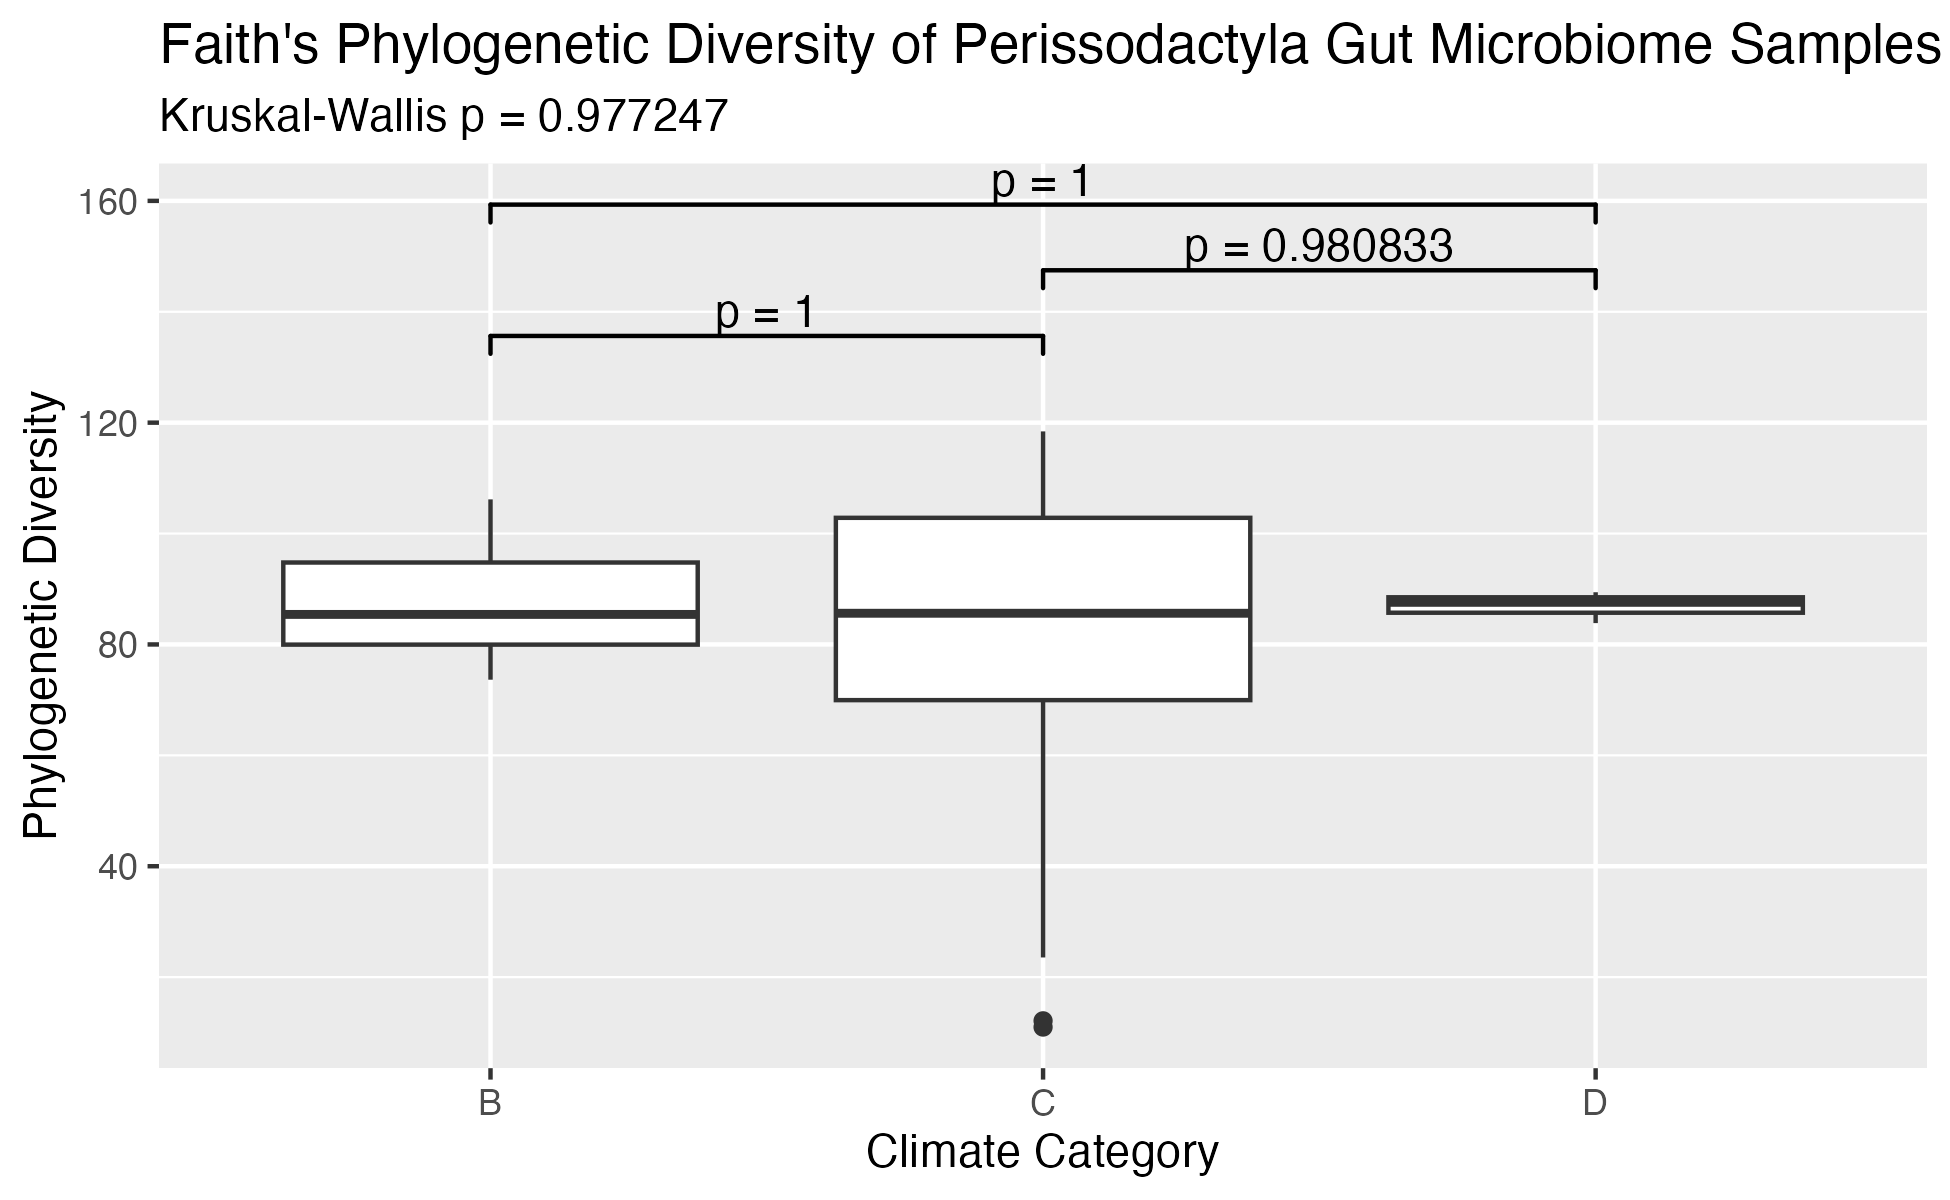 Faith's Phylogenetic Diversity of Perissodactyla Gut Microbiome Samples
Kruskal-Wallis p = 0.977247
160
120
80
40
Phylogenetic Diversity
p = 1
p = 0.980833
p = 1
B
C
D
Climate Category